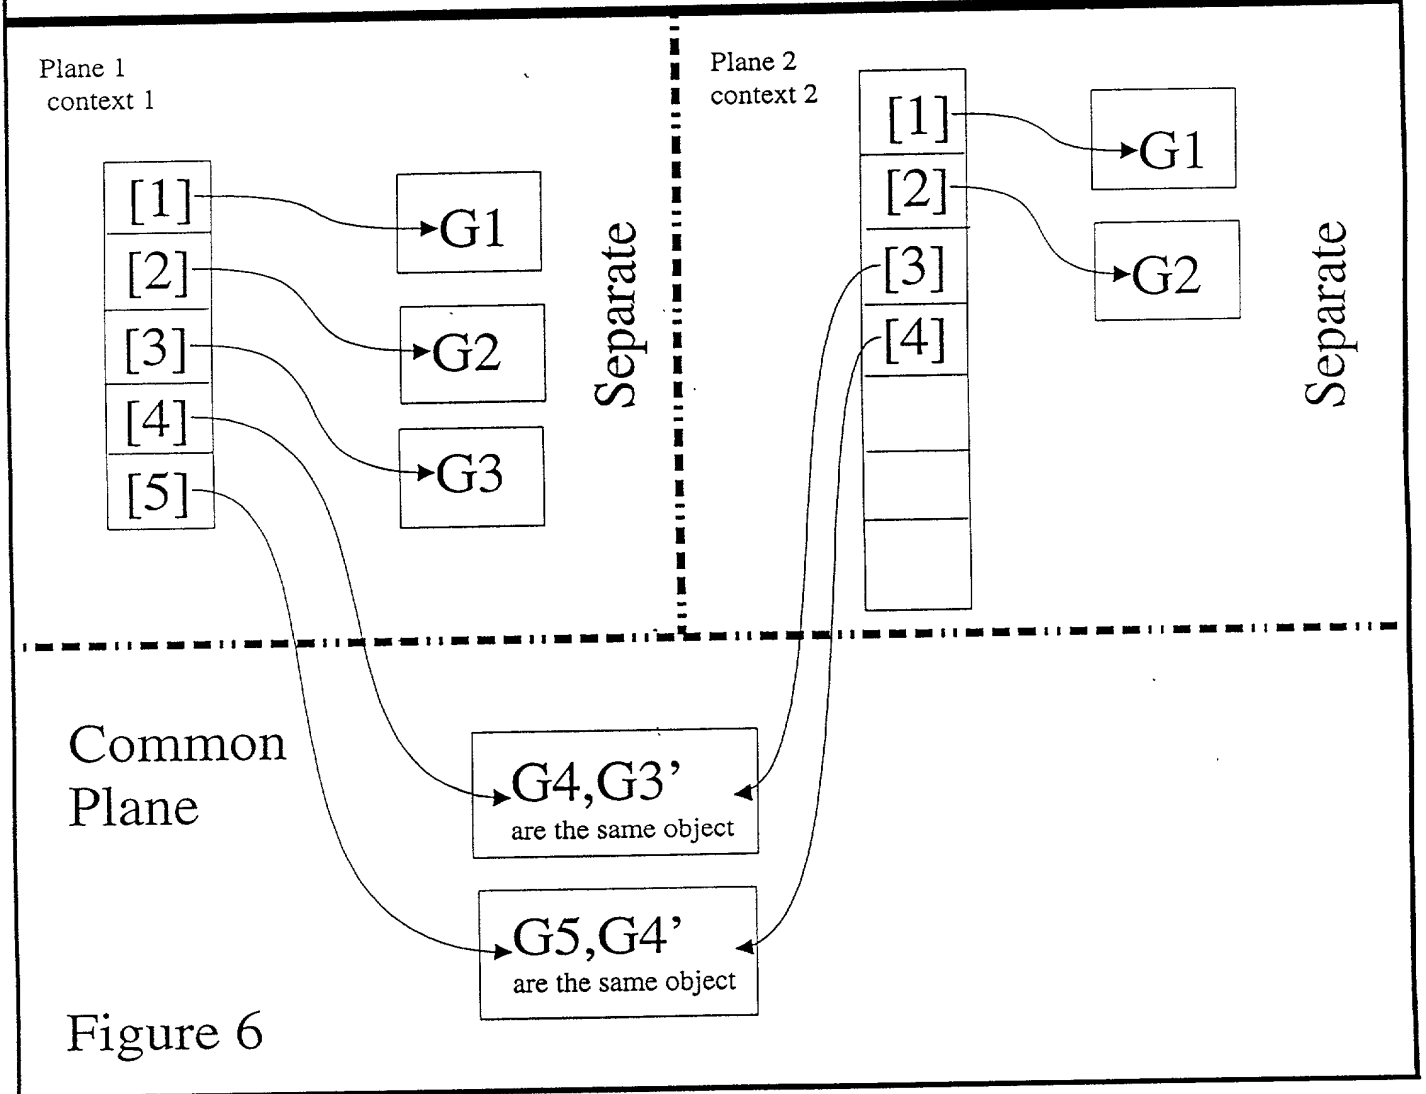 Plane 1
context 1
[1]
G1
[2]
G2
[3]
G3
[4]
[5]
Separate
Plane 2
context 2
[1]
G1
[2]
G2
[3]
[4]
Separate
Common
Plane
G4,G3’
are the same object
G5,G4’
are the same object
Figure 6